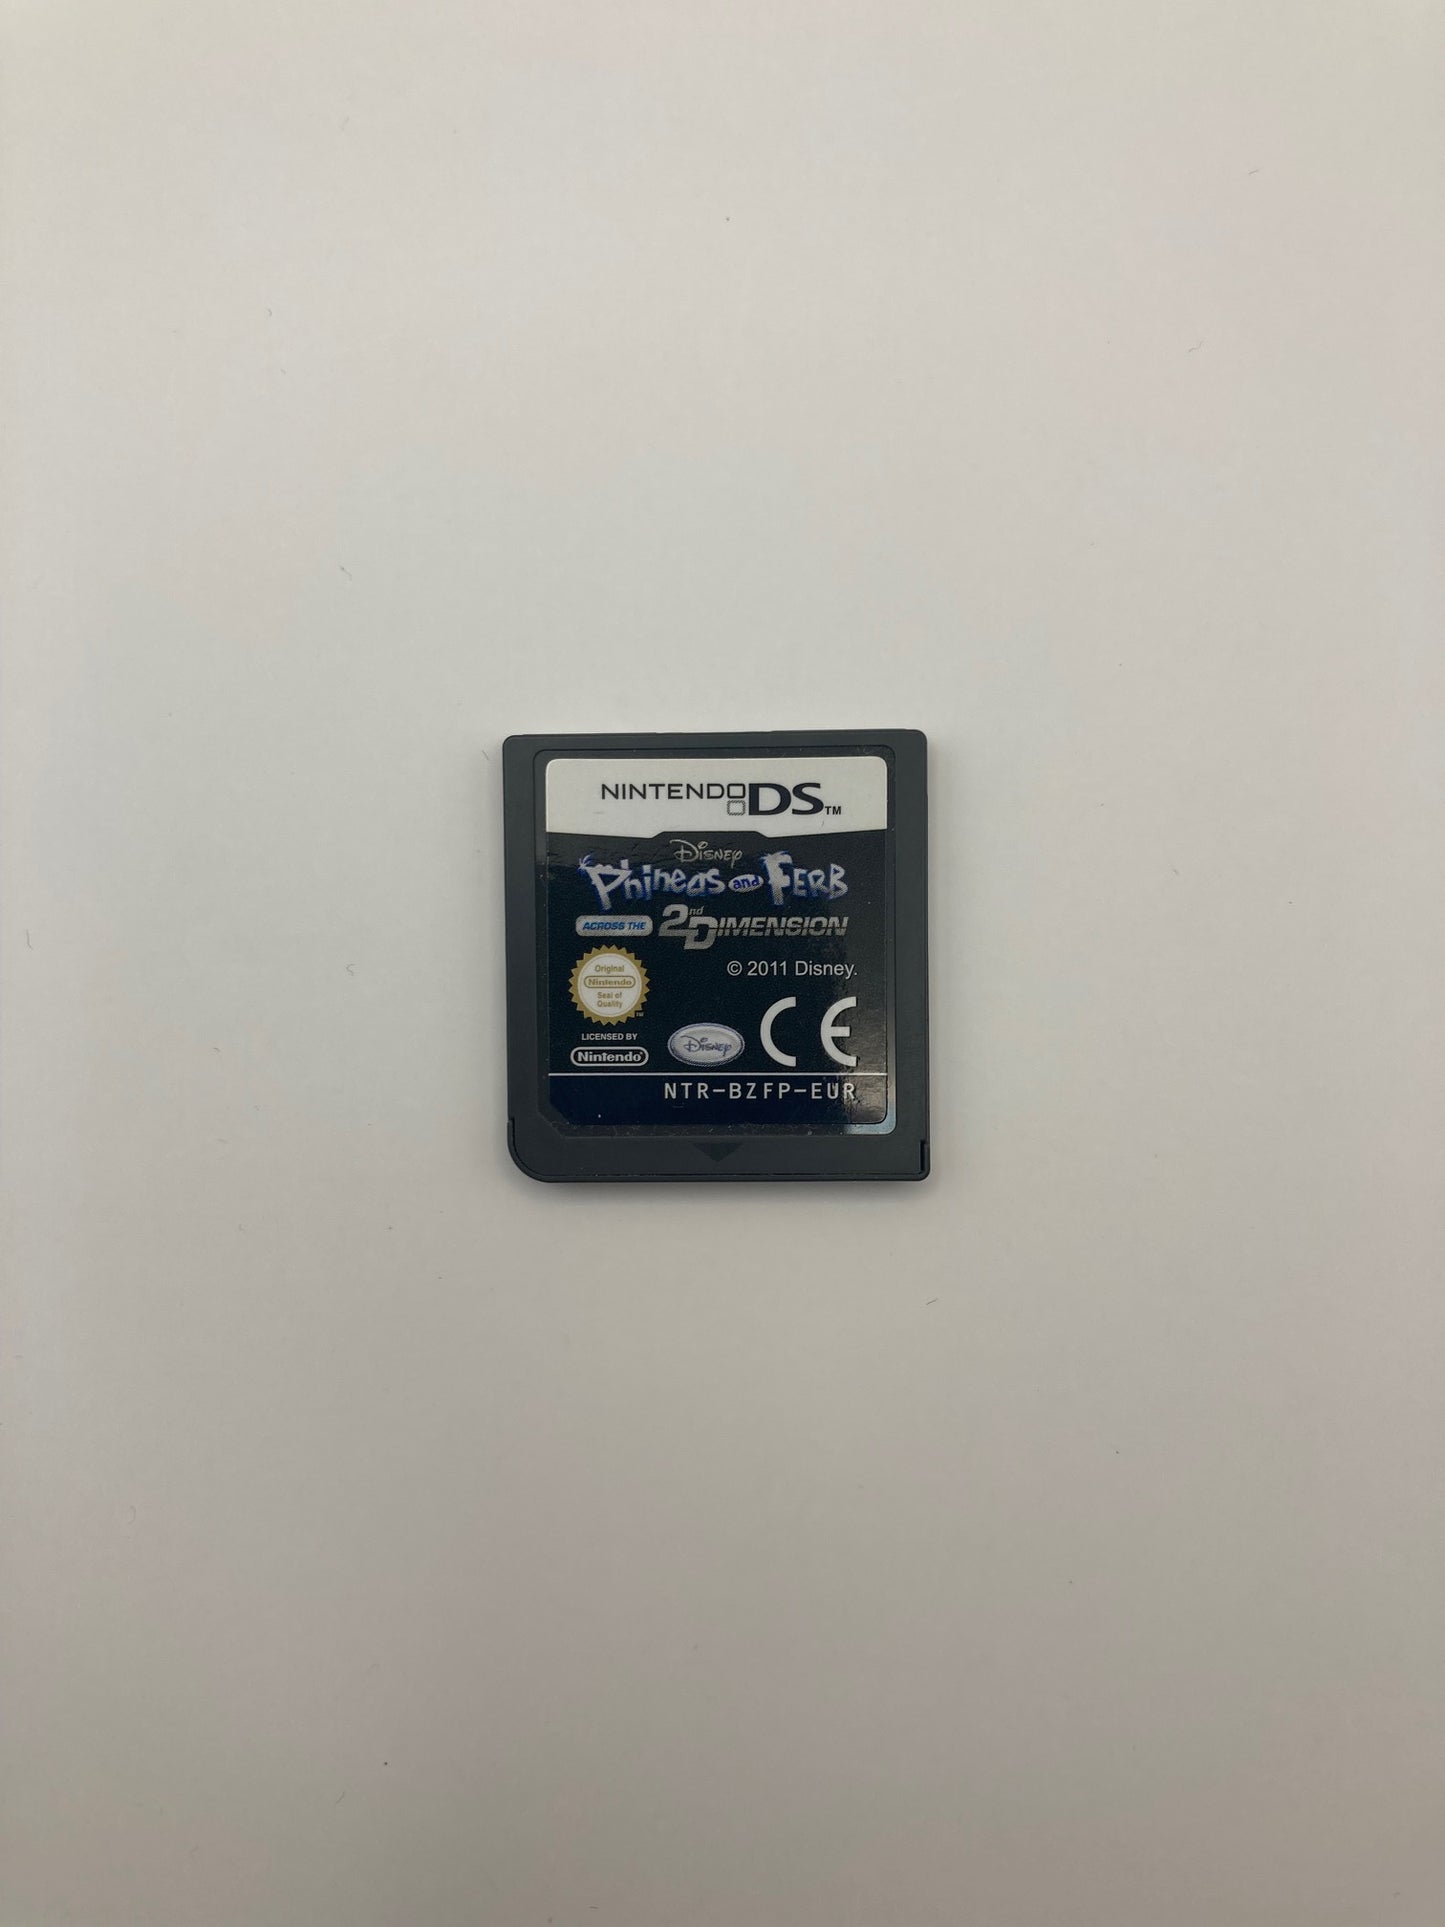 NINTENDO DS™
Disney
Phineas and FERB
ACROSS THE 2nd DIMENSION
© 2011 Disney.
Original
Nintendo
Seal of
Quality
™
LICENSED BY
Nintendo®
Disney
CE
NTR-BZFP-EUR